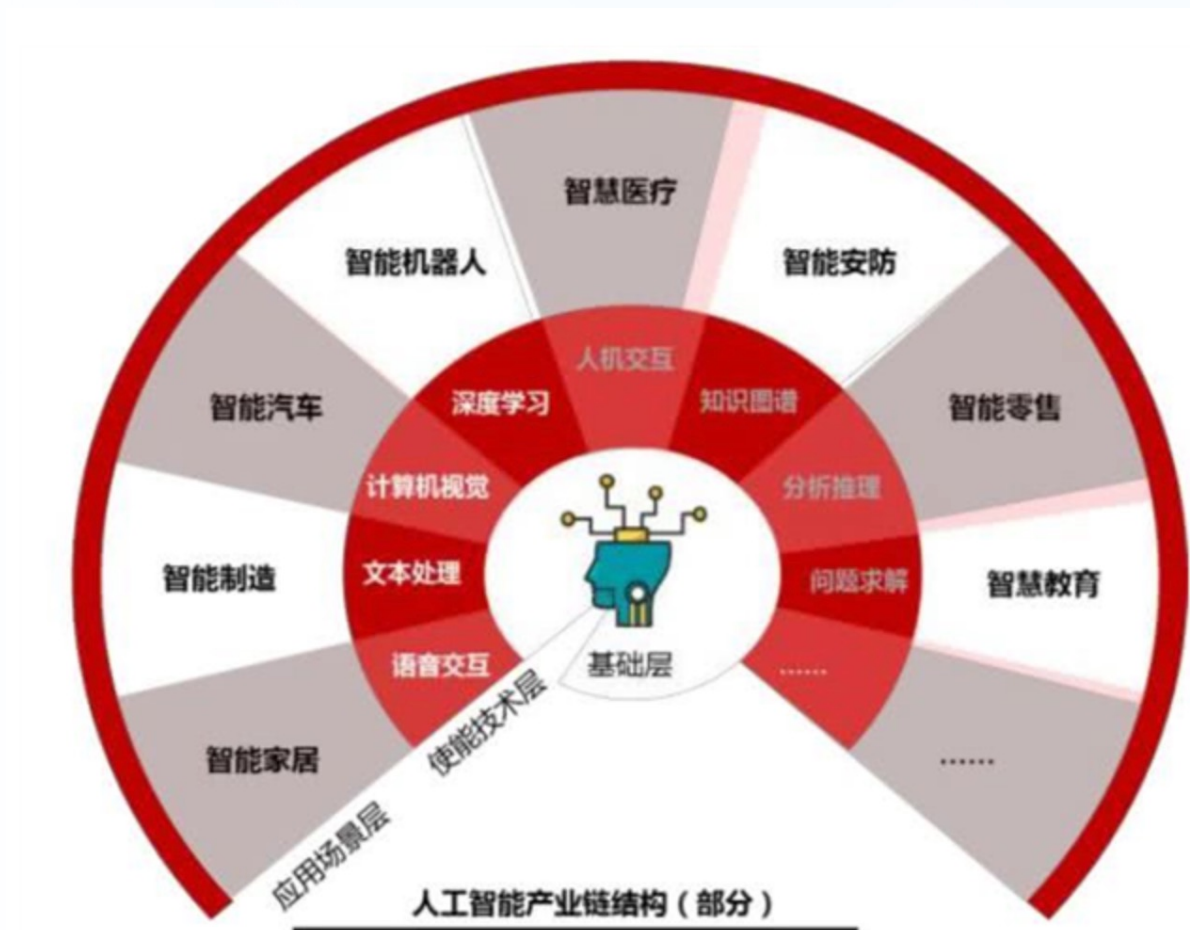 智慧医疗
智能机器人
智能安防
人机交互
深度学习
知识图谱
智能汽车
智能零售
计算机视觉
分析推理
智能制造
文本处理
问题求解
智慧教育
语音交互
基础层
……
使能技术层
智能家居
……
应用场景层
人工智能产业链结构（部分）